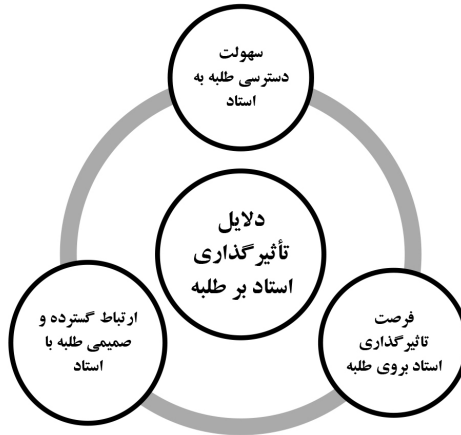 سهولت
دسترسی طلبه به
استاد
دلایل
تأثیرگذاری
استاد بر طلبه
فرصت
تاثیرگذاری
استاد بروی طلبه
ارتباط گسترده و
صمیمی طلبه با
استاد